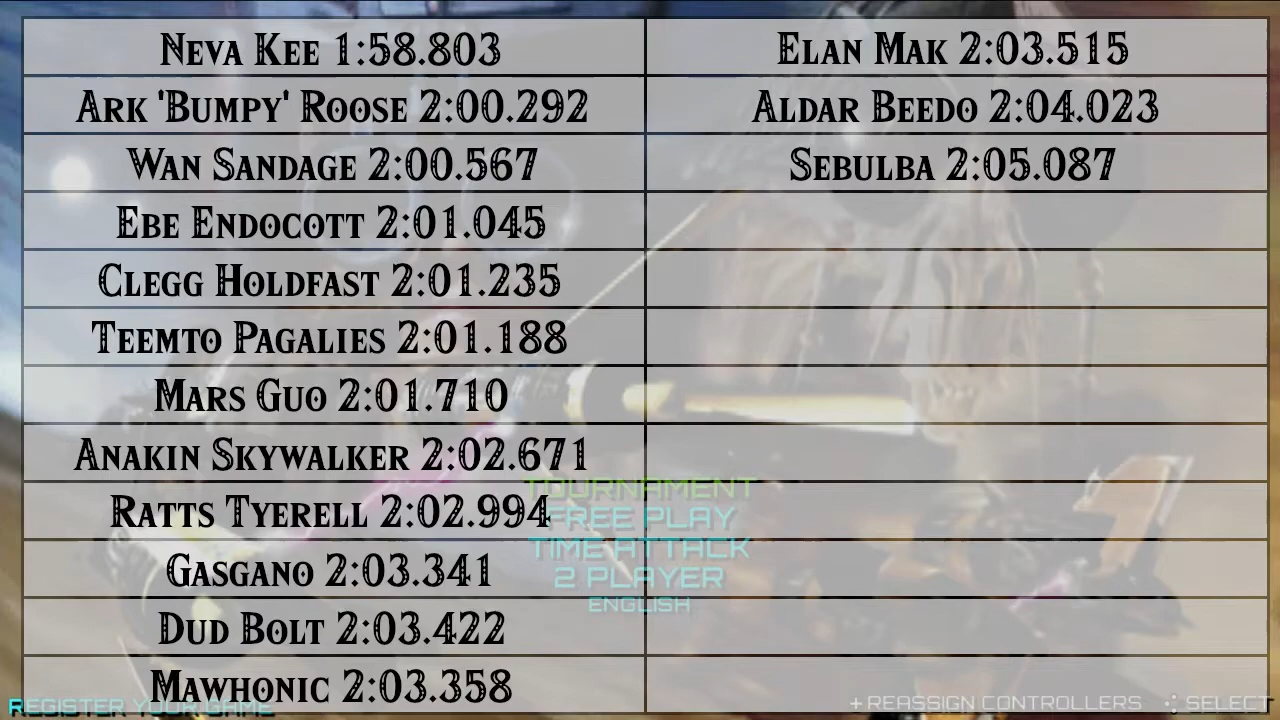 Neva Kee 1:58.803
Ark 'Bumpy' Roose 2:00.292
Wan Sandage 2:00.567
Ebe Endocott 2:01.045
Clegg Holdfast 2:01.235
Teemto Pagalies 2:01.188
Mars Guo 2:01.710
Anakin Skywalker 2:02.671
Ratts Tyerell 2:02.994
Gasgano 2:03.341
Dud Bolt 2:03.422
Mawhonic 2:03.358
Elan Mak 2:03.515
Aldar Beedo 2:04.023
Sebulba 2:05.087
TOURNAMENT
FREE PLAY
TIME ATTACK
2 PLAYER
ENGLISH
REGISTER YOUR GAME
+ REASSIGN CONTROLLERS
SELECT